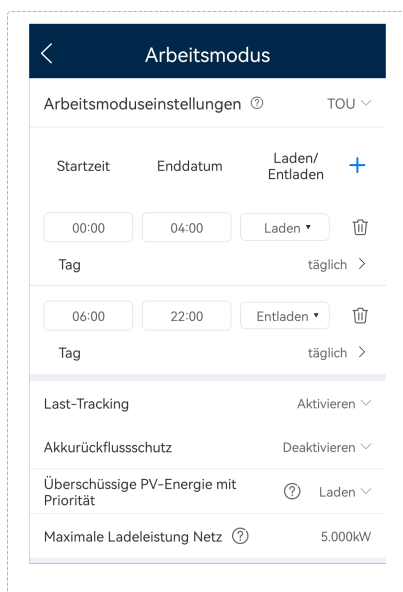 Arbeitsmodus
Arbeitsmoduseinstellungen ? TOU
Startzeit Enddatum Laden/
Entladen +
00:00 04:00 Laden
Tag täglich >
06:00 22:00 Entladen
Tag täglich >
Last-Tracking Aktivieren
Akkurückflussschutz Deaktivieren
Überschüssige PV-Energie mit
Priorität ? Laden
Maximale Ladeleistung Netz ? 5.000kW